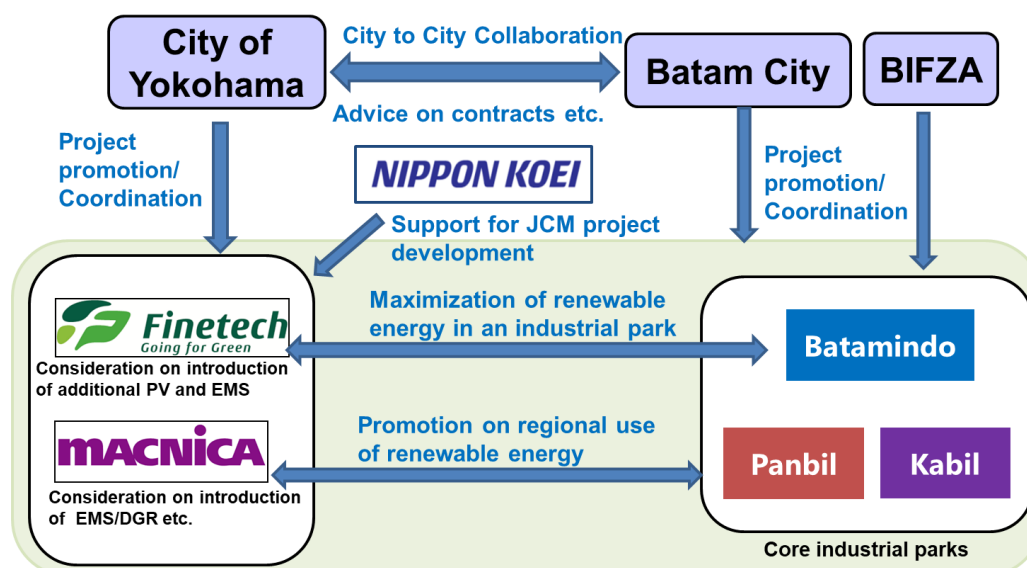 City of
Yokohama
City to City Collaboration
Batam City
BIFZA
Advice on contracts etc.
Project
promotion/
Coordination
NIPPON KOEI
Project
promotion/
Coordination
Support for JCM project
development
Finetech
Going for Green
Consideration on introduction
of additional PV and EMS
Maximization of renewable
energy in an industrial park
Batamindo
MACNICA
Consideration on introduction
of EMS/DGR etc.
Promotion on regional use
of renewable energy
Panbil
Kabil
Core industrial parks